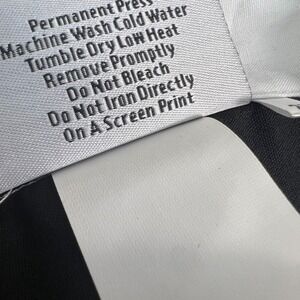 Permanent Press
Machine Wash Cold Water
Tumble Dry Low Heat
Remove Promptly
Do Not Bleach
Do Not Iron Directly
On A Screen Print